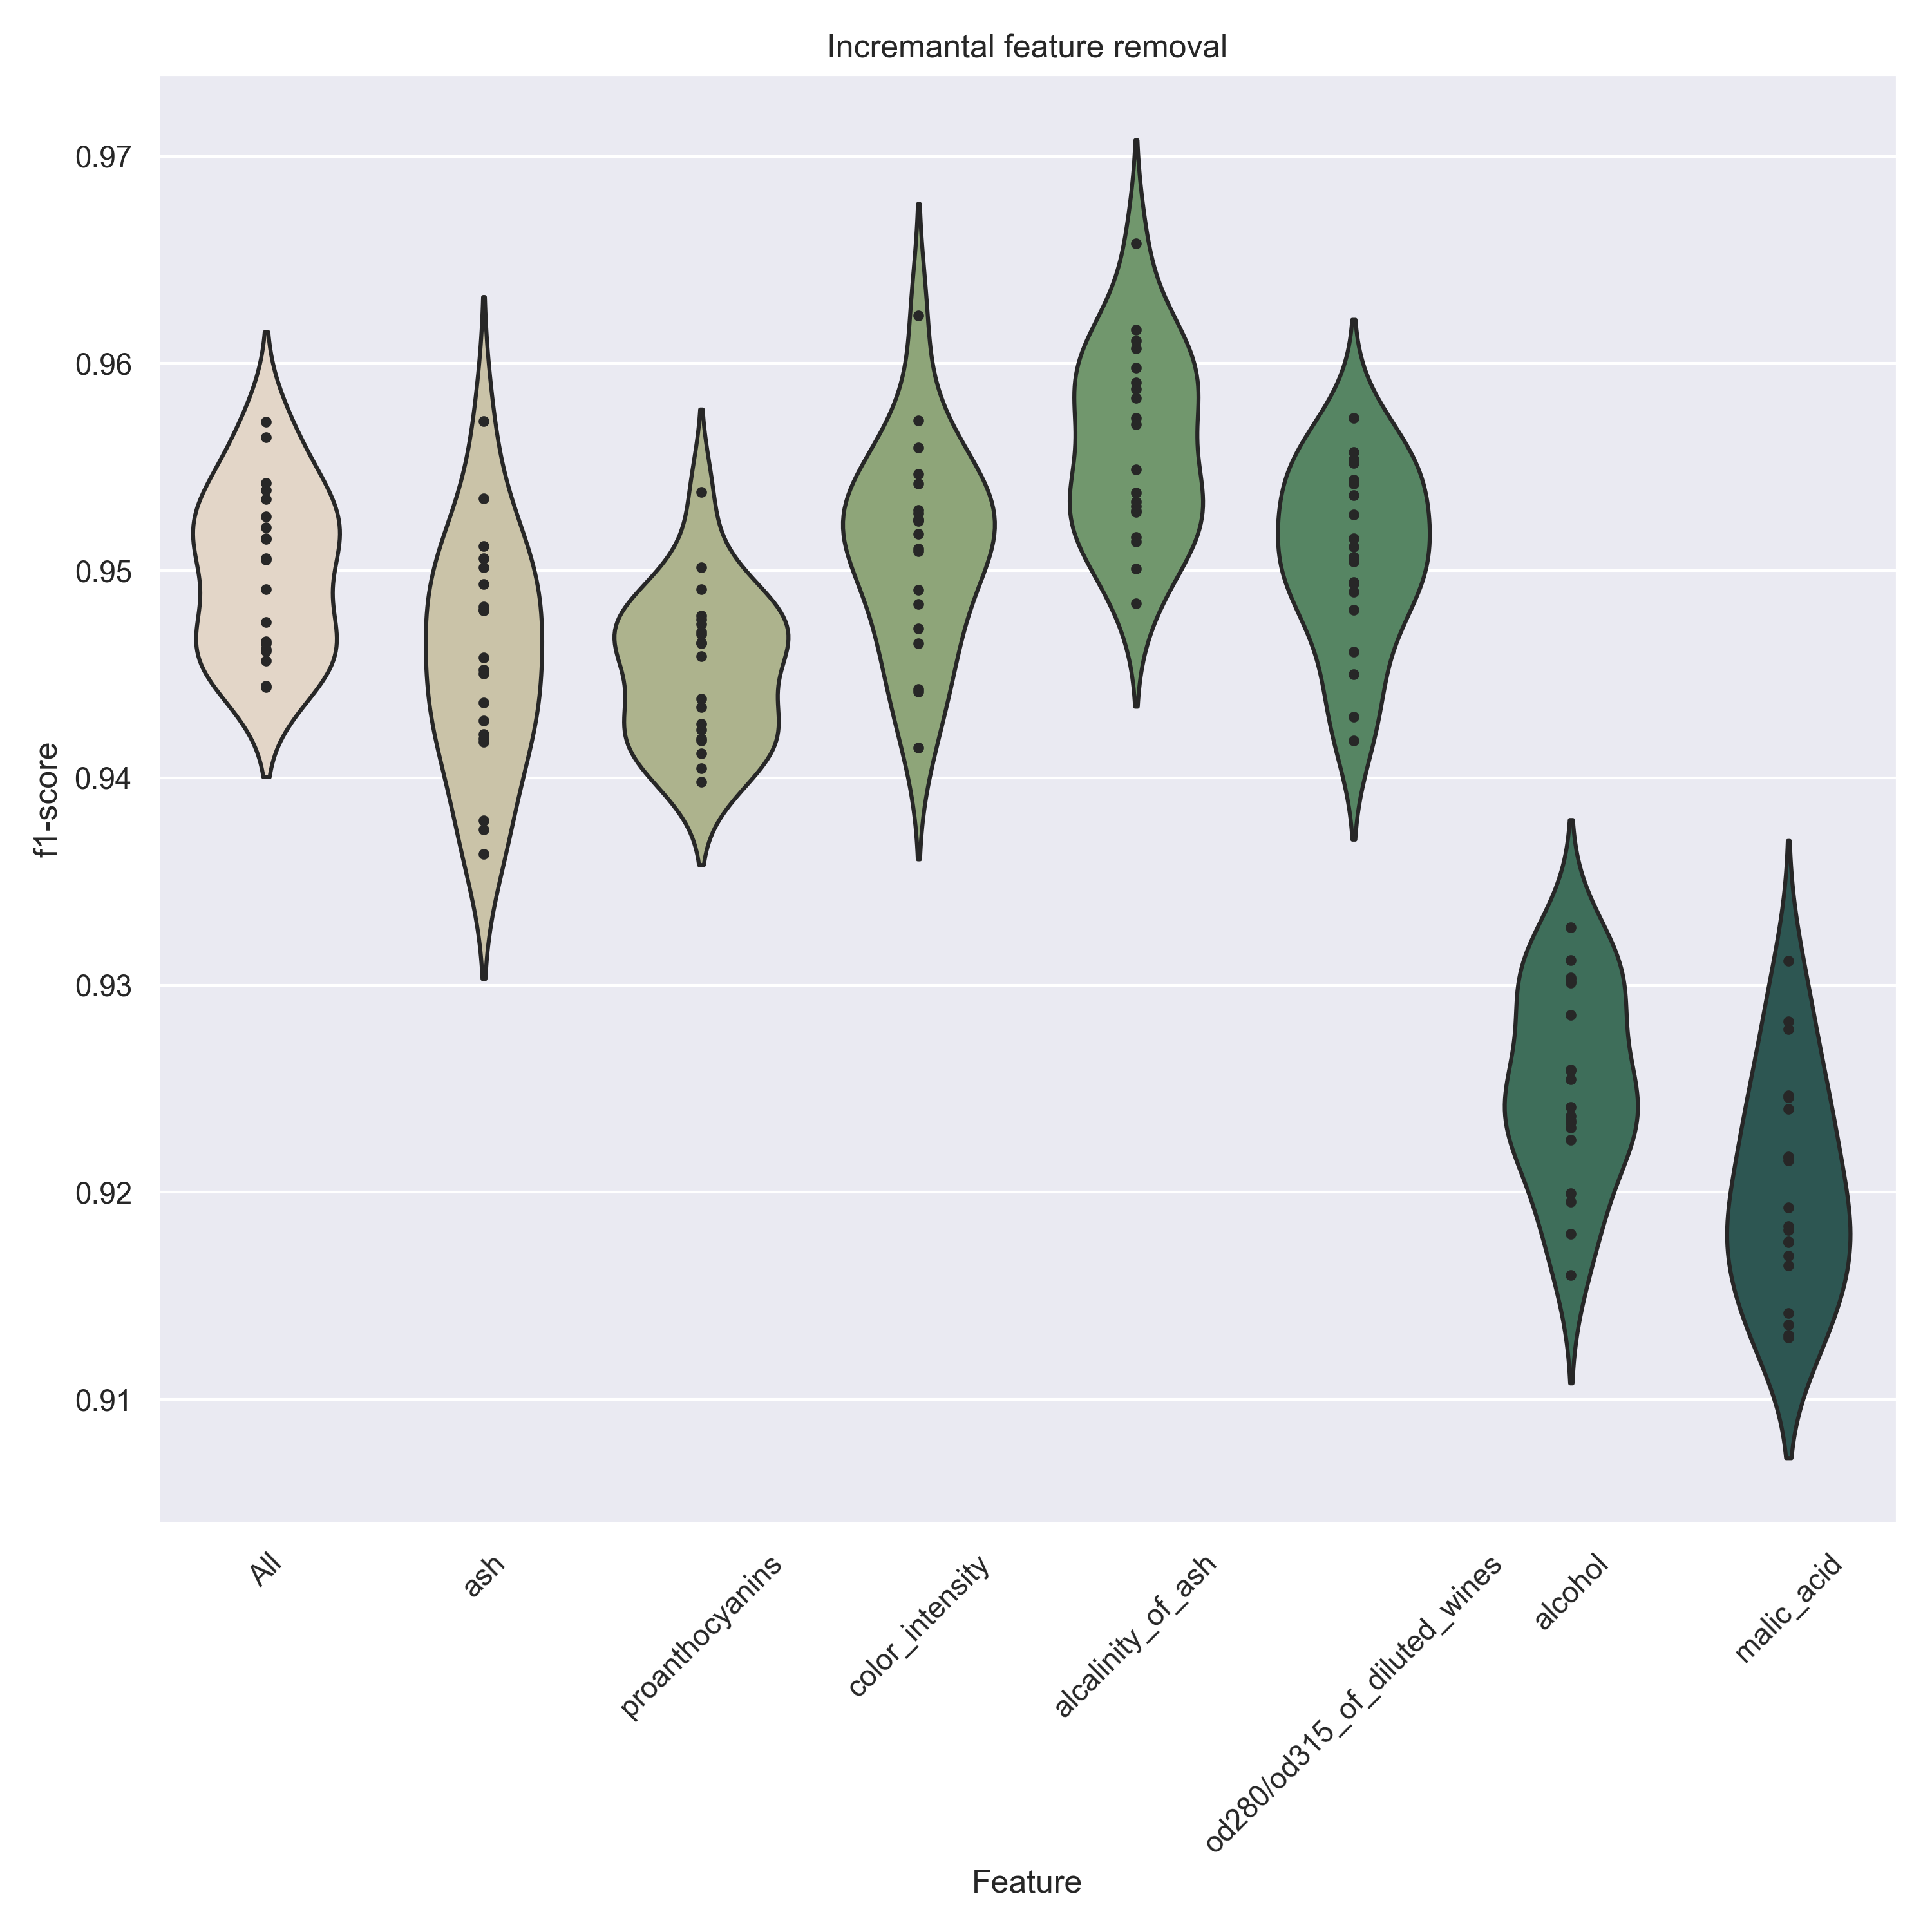 Incremantal feature removal
0.97
0.96
0.95
0.94
0.93
0.92
0.91
f1-score
All
ash
proanthocyanins
color_intensity
alcalinity_of_ash
od280/od315_of_diluted_wines
alcohol
malic_acid
Feature